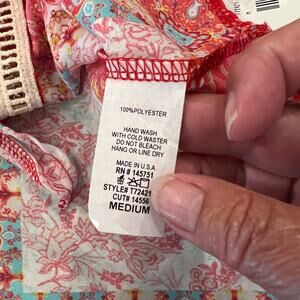 100%POLYESTER
HAND WASH
WITH COLD WASTER
DO NOT BLEACH
HANG OR LINE DRY
MADE IN U.S.A
RN # 145751
STYLE# T72421
CUT# 14556
MEDIUM